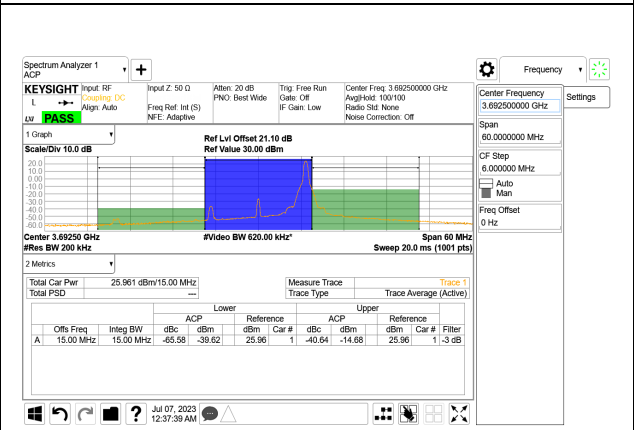 Spectrum Analyzer 1
ACP
+
Frequency
KEYSIGHT Input: RF Input Z: 50 Ω Atten: 20 dB Trig: Free Run Center Freq: 3.692500000 GHz
Coupling: DC PNO: Best Wide Gate: Off Avg|Hold: 100/100
L Align: Auto Freq Ref: Int (S) IF Gain: Low Radio Std: None
LXI PASS NFE: Adaptive Noise Correction: Off
1 Graph
Ref Lvl Offset 21.10 dB
Scale/Div 10.0 dB Ref Value 30.00 dBm
20.0
10.0
0.00
-10.0
-20.0
-30.0
-40.0
-50.0
-60.0
Center 3.69250 GHz #Video BW 620.00 kHz* Span 60 MHz
#Res BW 200 kHz Sweep 20.0 ms (1001 pts)
2 Metrics
Total Car Pwr 25.961 dBm/15.00 MHz Measure Trace Trace 1
Total PSD --- Trace Type Trace Average (Active)
Lower Upper
ACP Reference ACP Reference
Offs Freq Integ BW dBc dBm dBm Car # dBc dBm dBm Car # Filter
A 15.00 MHz 15.00 MHz -65.58 -39.62 25.96 1 -40.64 -14.68 25.96 1 -3 dB
Jul 07, 2023
12:37:39 AM
Center Frequency
3.692500000 GHz
Settings
Span
60.0000000 MHz
CF Step
6.000000 MHz
Auto
Man
Freq Offset
0 Hz